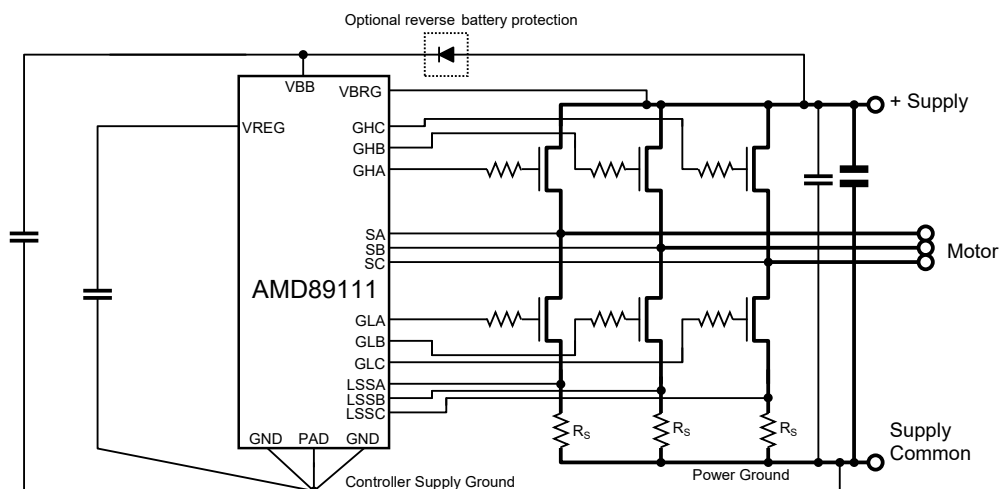 Optional reverse battery protection
VBB
VBRG
+ Supply
VREG
GHC
GHB
GHA
SA
SB
SC
Motor
AMD89111
GLA
GLB
GLC
LSSA
LSSB
LSSC
RS
RS
RS
Supply
Common
GND
PAD
GND
Power Ground
Controller Supply Ground